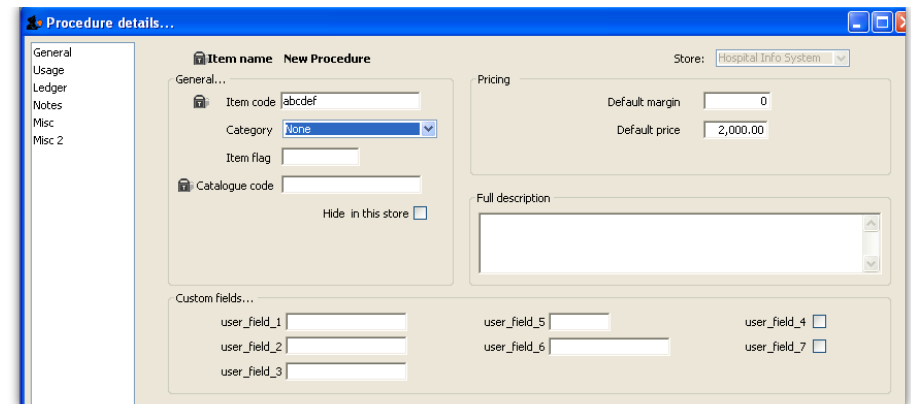 Procedure details...
General
Usage
Ledger
Notes
Misc
Misc 2
Item name New Procedure
Store: Hospital Info System
General...
Item code abcdef
Category None
Item flag
Catalogue code
Hide in this store
Pricing
Default margin 0
Default price 2,000.00
Full description
Custom fields...
user_field_1
user_field_2
user_field_3
user_field_5
user_field_6
user_field_4
user_field_7